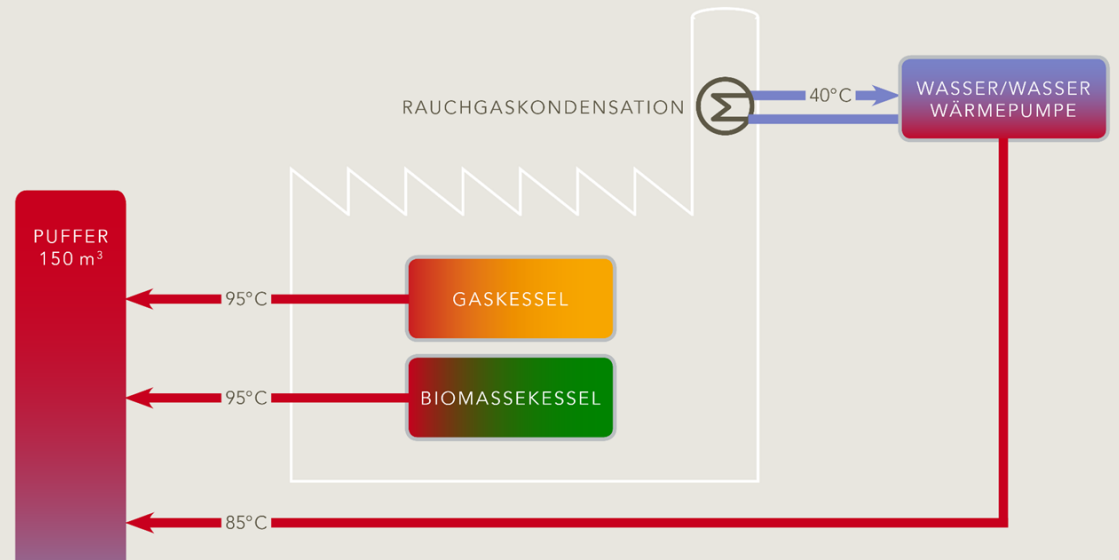 RAUCHGASKONDENSATION
40°C
WASSER/WASSER
WÄRMEPUMPE
PUFFER
150 m³
95°C
GASKESSEL
95°C
BIOMASSEKESSEL
85°C